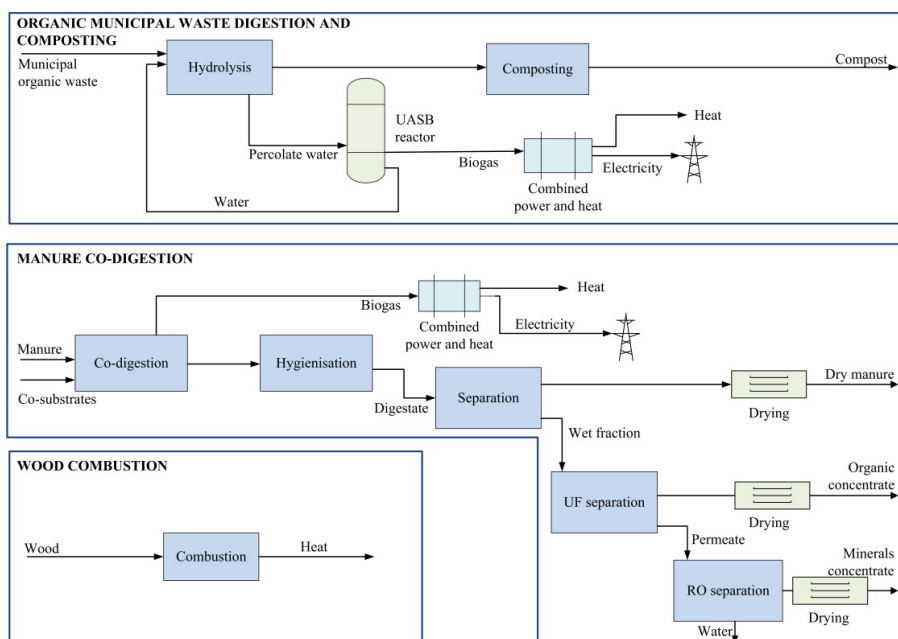 ORGANIC MUNICIPAL WASTE DIGESTION AND
COMPOSTING
Municipal
organic waste
Hydrolysis
Composting
Compost
UASB
reactor
Percolate water
Biogas
Heat
Electricity
Combined
power and heat
Water
MANURE CO-DIGESTION
Biogas
Heat
Combined
power and heat
Electricity
Manure
Co-substrates
Co-digestion
Hygienisation
Digestate
Separation
Dry manure
Drying
Wet fraction
UF separation
Organic
concentrate
Drying
Permeate
RO separation
Minerals
concentrate
Drying
Water
WOOD COMBUSTION
Wood
Combustion
Heat